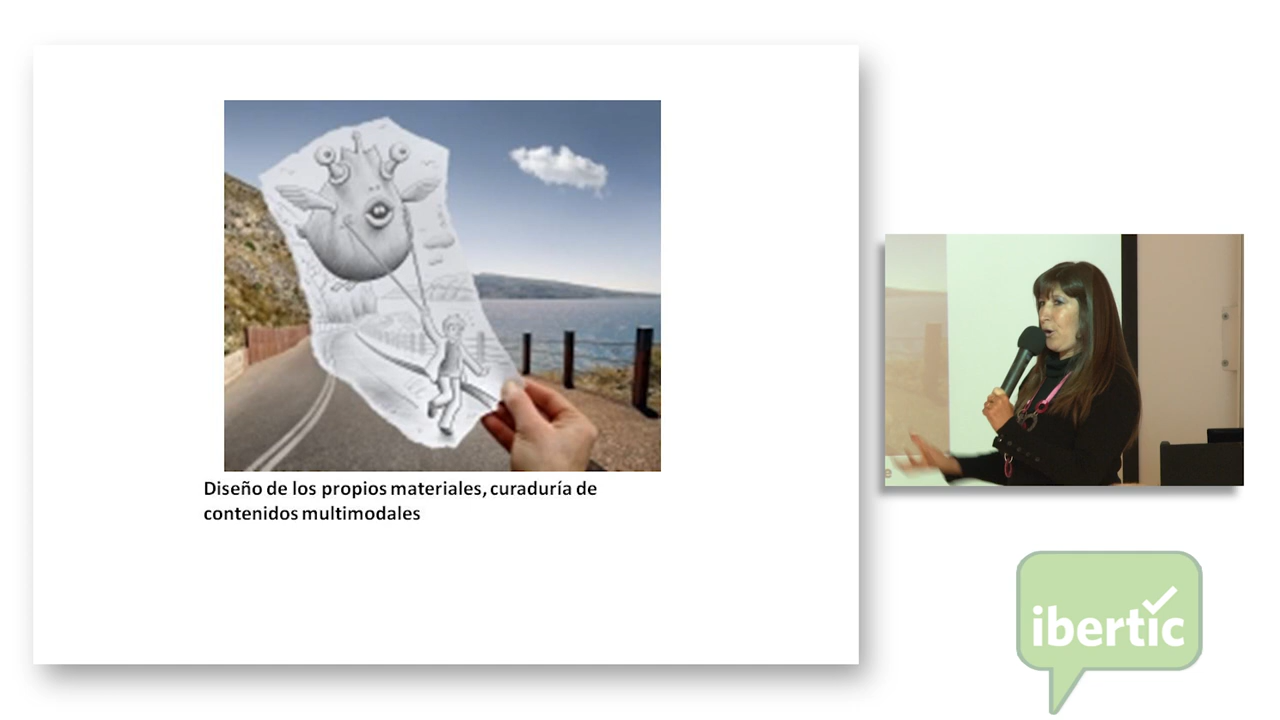 Diseño de los propios materiales, curaduría de
contenidos multimodales
ibertic